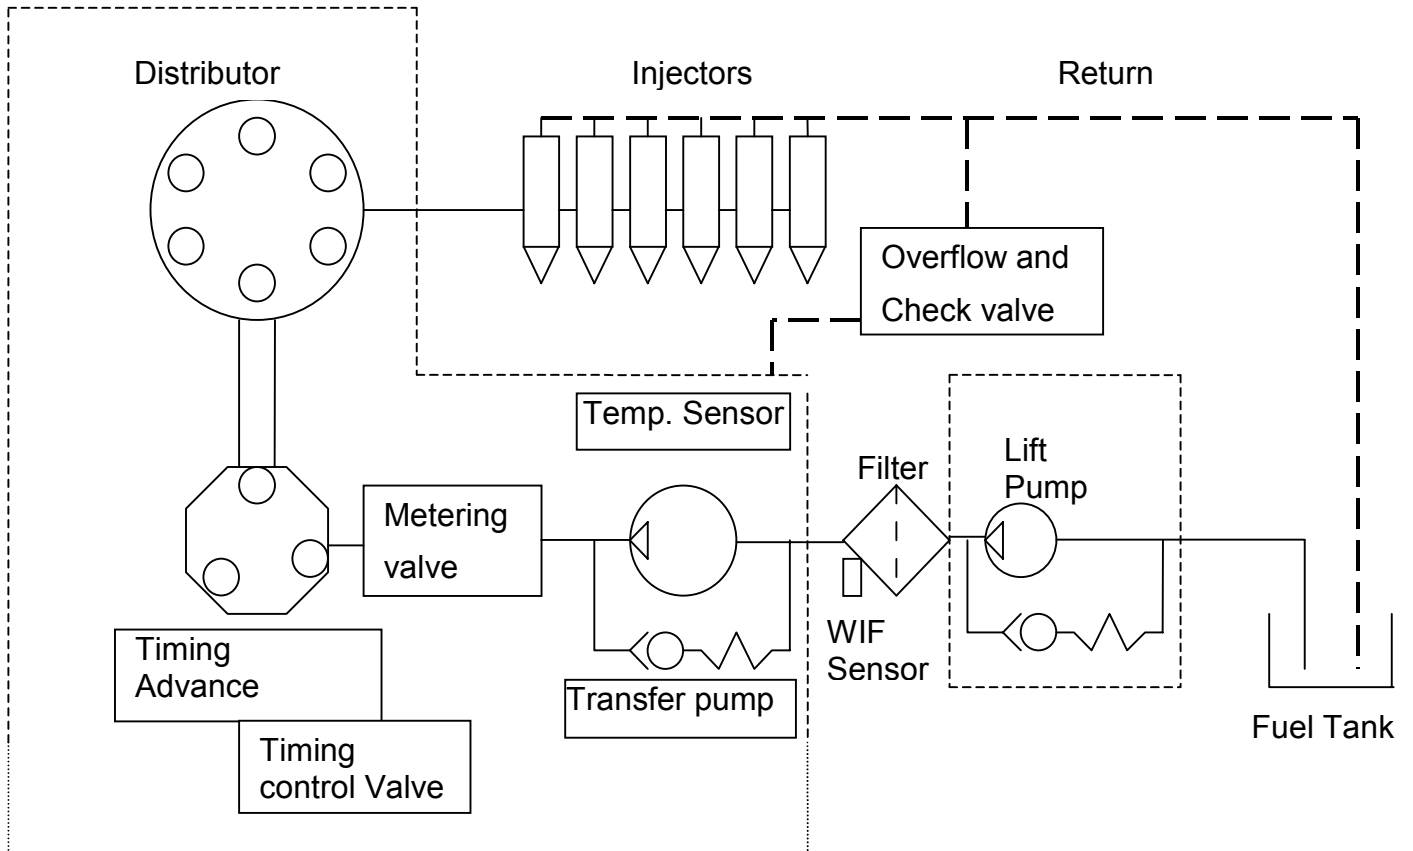 Distributor
Injectors
Return
Overflow and
Check valve
Temp. Sensor
Filter
Lift
Pump
Metering
valve
WIF
Sensor
Timing
Advance
Transfer pump
Fuel Tank
Timing
control Valve